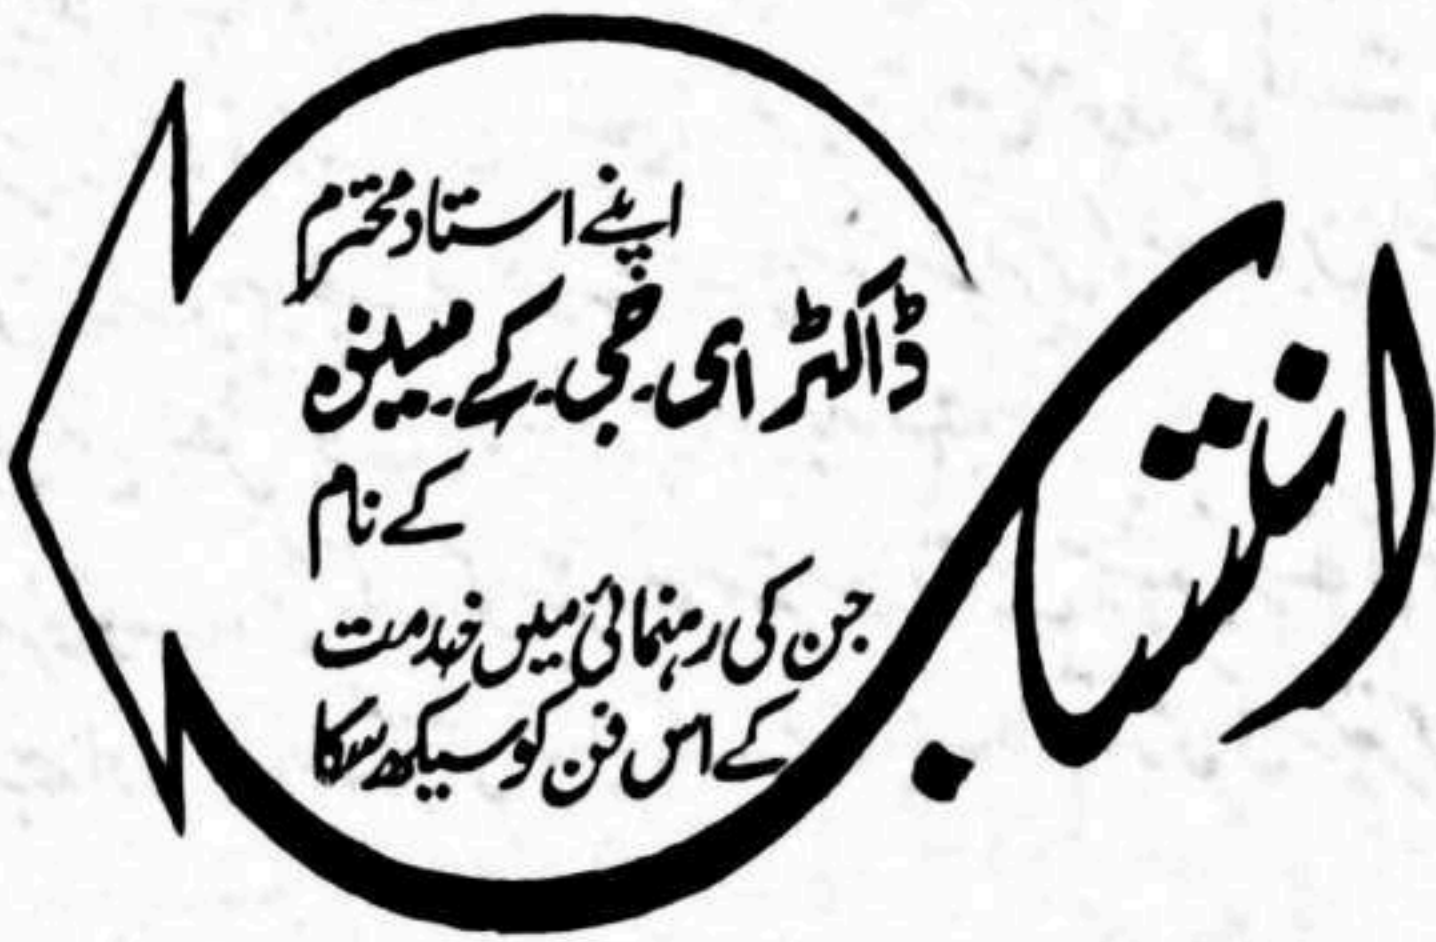 انتساب
اپنے استاد محترم
ڈاکٹر ای. جی. کے. مینزہ
کے نام
جن کی رہنمائی میں خدمت
کے اس فن کو سیکھ سکا